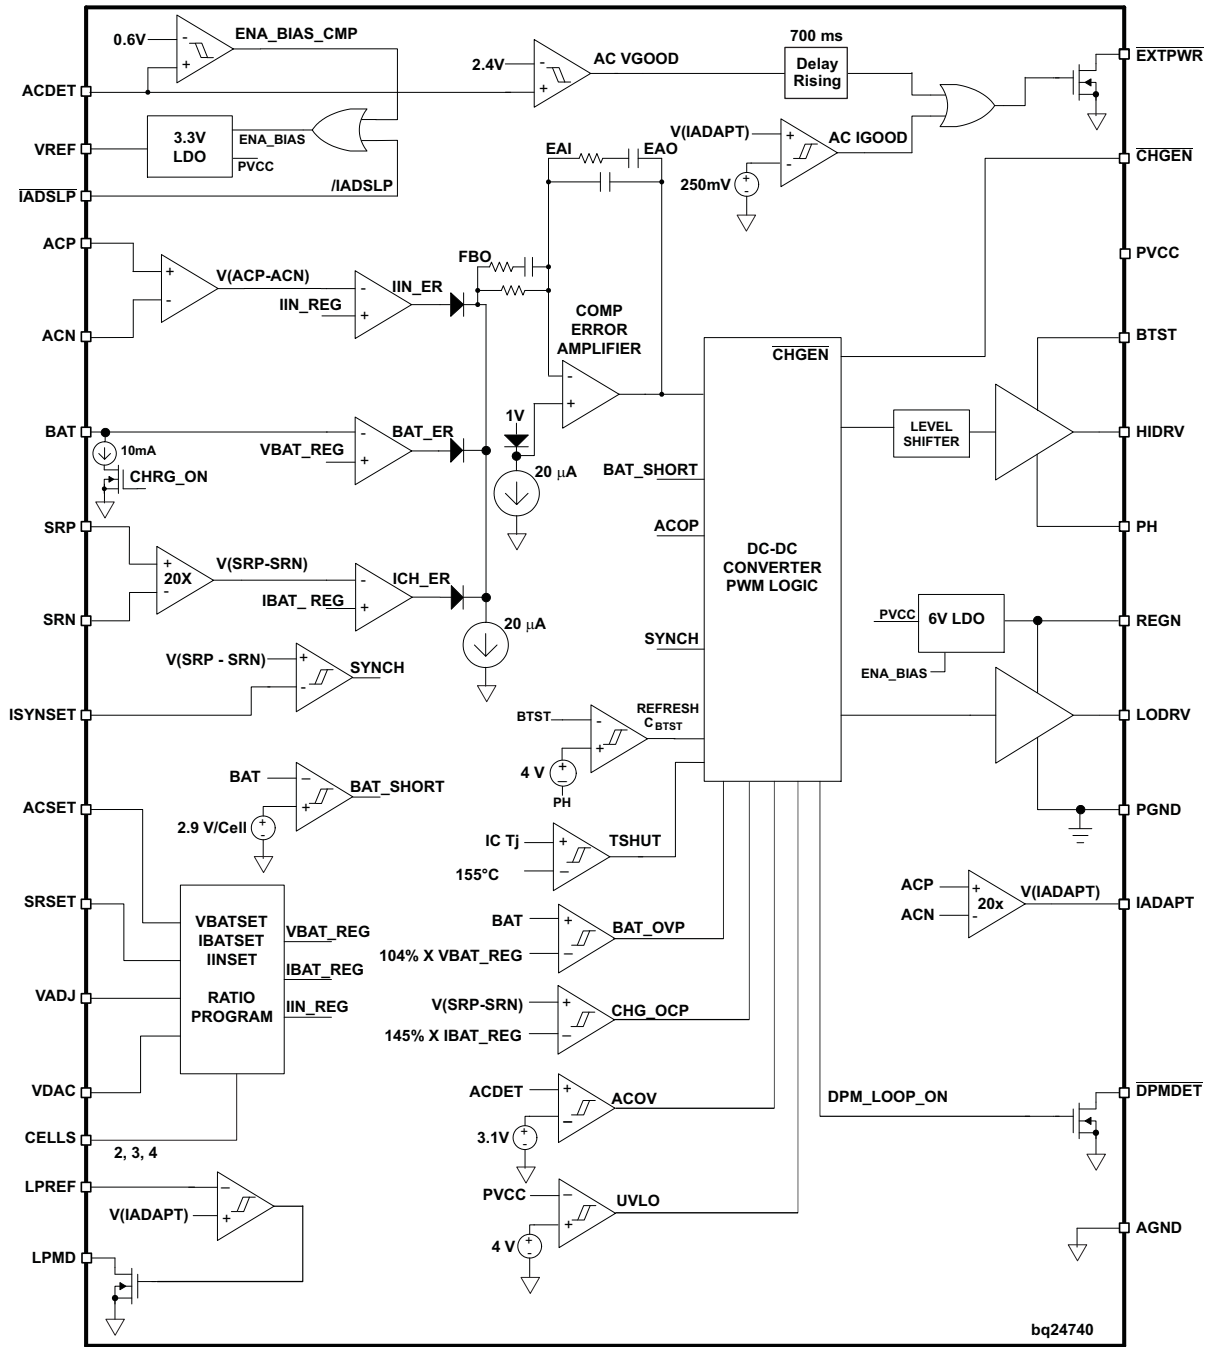 0.6V
ENA_BIAS_CMP
ACDET
VREF
3.3V
LDO
ENA_BIAS
PVCC
IADSLP
/IADSLP
2.4V
AC VGOOD
700 ms
Delay
Rising
EXTPWR
V(IADAPT)
AC IGOOD
250mV
CHGEN
EAI
EAO
FBO
ACP
V(ACP-ACN)
IIN_REG
IIN_ER
ACN
PVCC
COMP
ERROR
AMPLIFIER
CHGEN
BTST
1V
BAT
10mA
CHRG_ON
VBAT_REG
BAT_ER
20 μA
BAT_SHORT
LEVEL
SHIFTER
HIDRV
PH
SRP
20X
V(SRP-SRN)
IBAT_ REG
ICH_ER
SRN
20 μA
ACOP
DC-DC
CONVERTER
PWM LOGIC
SYNCH
PVCC
6V LDO
REGN
ENA_BIAS
V(SRP - SRN)
SYNCH
ISYNSET
BTST
REFRESH
CBTST
4 V
PH
LODRV
PGND
BAT
BAT_SHORT
2.9 V/Cell
ACSET
IC Tj
155°C
TSHUT
SRSET
VBATSET
IBATSET
IINSET
RATIO
PROGRAM
VBAT_REG
IBAT_REG
IIN_REG
VADJ
VDAC
CELLS
2, 3, 4
BAT
104% X VBAT_REG
BAT_OVP
ACP
ACN
20x
V(IADAPT)
IADAPT
V(SRP-SRN)
145% X IBAT_REG
CHG_OCP
ACDET
3.1V
ACOV
DPM_LOOP_ON
DPMDET
LPREF
V(IADAPT)
LPMD
PVCC
4 V
UVLO
AGND
bq24740